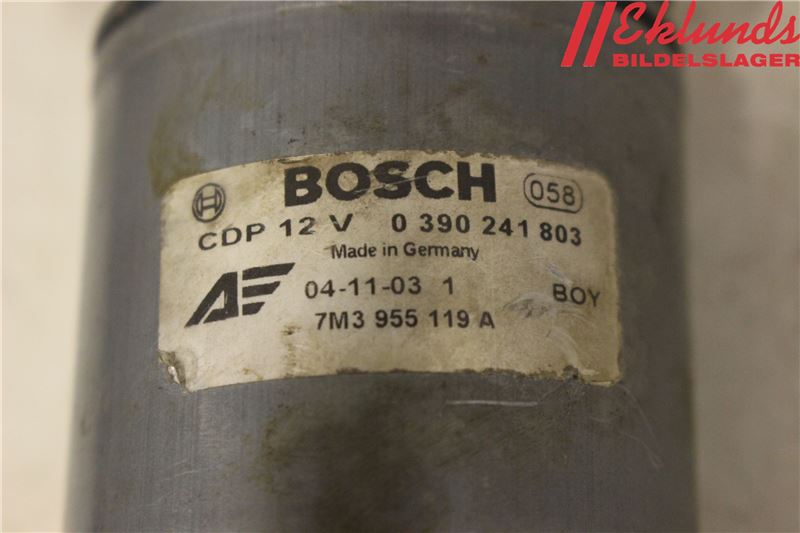 Eklunds
BILDELSLAGER
BOSCH 058
CDP 12 V 0 390 241 803
Made in Germany
04-11-03 1 BOY
7M3 955 119 A